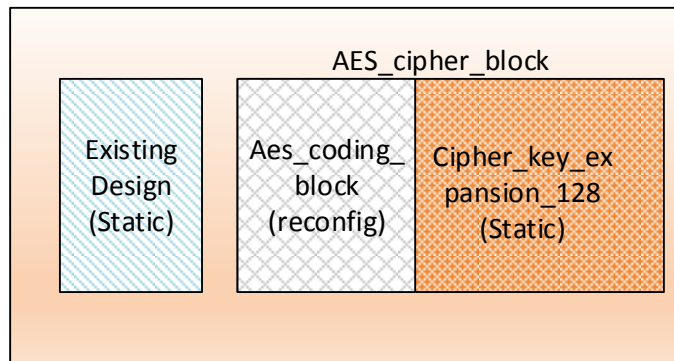 AES_cipher_block
Existing
Design
(Static)
Aes_coding_
block
(reconfig)
Cipher_key_ex
pansion_128
(Static)